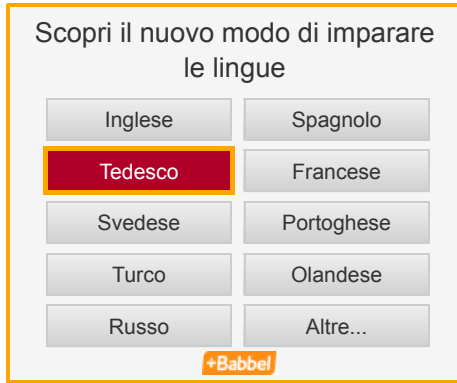 Scopri il nuovo modo di imparare
le lingue
Inglese
Spagnolo
Tedesco
Francese
Svedese
Portoghese
Turco
Olandese
Russo
Altre...
+Babbel